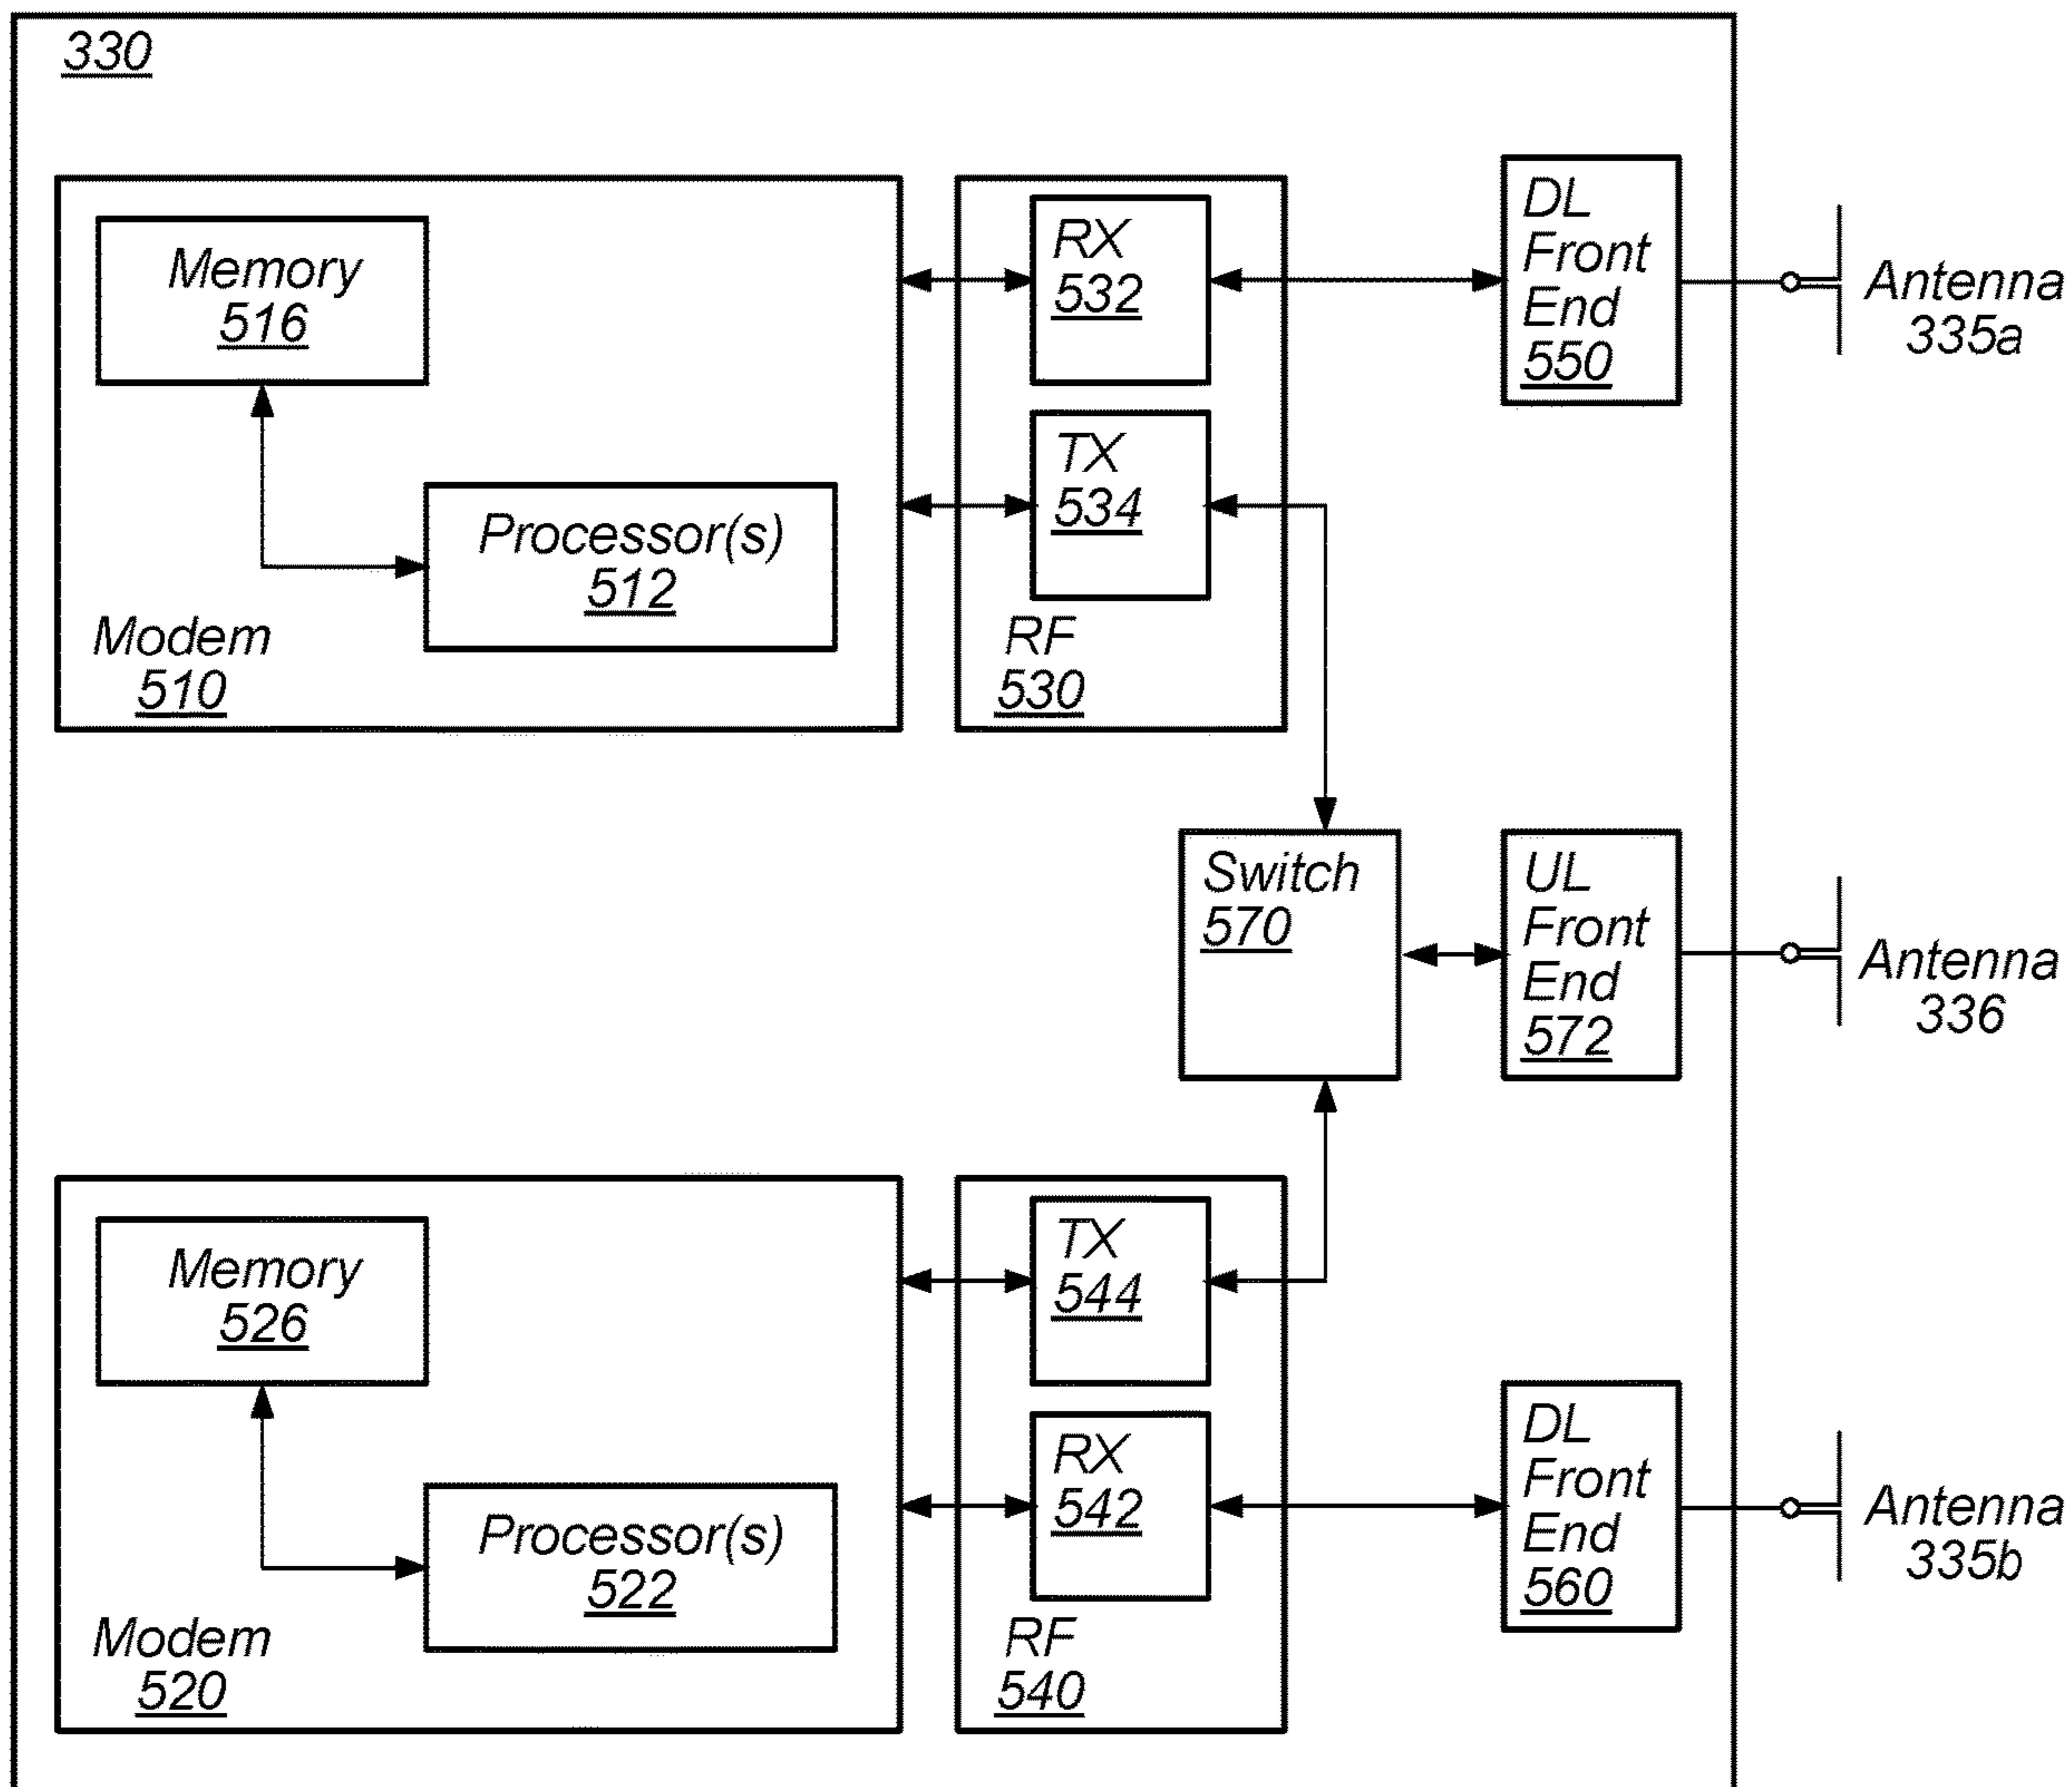 330
Memory
516
Processor(s)
512
Modem
510
RX
532
TX
534
RF
530
DL
Front
End
550
Antenna
335a
Switch
570
UL
Front
End
572
Antenna
336
Memory
526
Processor(s)
522
Modem
520
TX
544
RX
542
RF
540
DL
Front
End
560
Antenna
335b